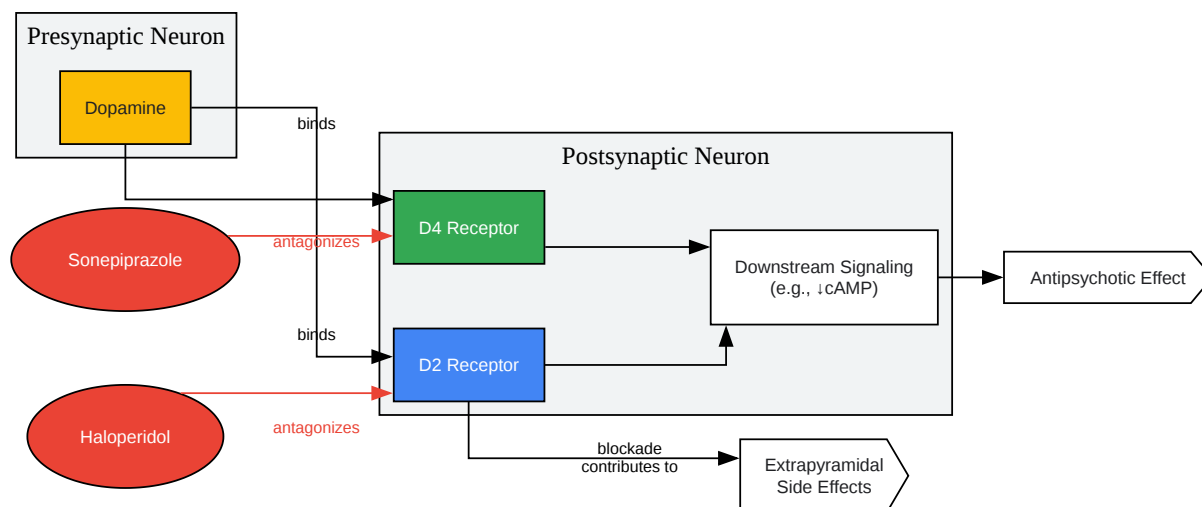 Presynaptic Neuron
Dopamine
binds
Postsynaptic Neuron
D4 Receptor
antagonizes
Sonepiprazole
Downstream Signaling
(e.g., ↓cAMP)
Antipsychotic Effect
binds
D2 Receptor
Haloperidol
antagonizes
blockade
contributes to
Extrapyramidal
Side Effects